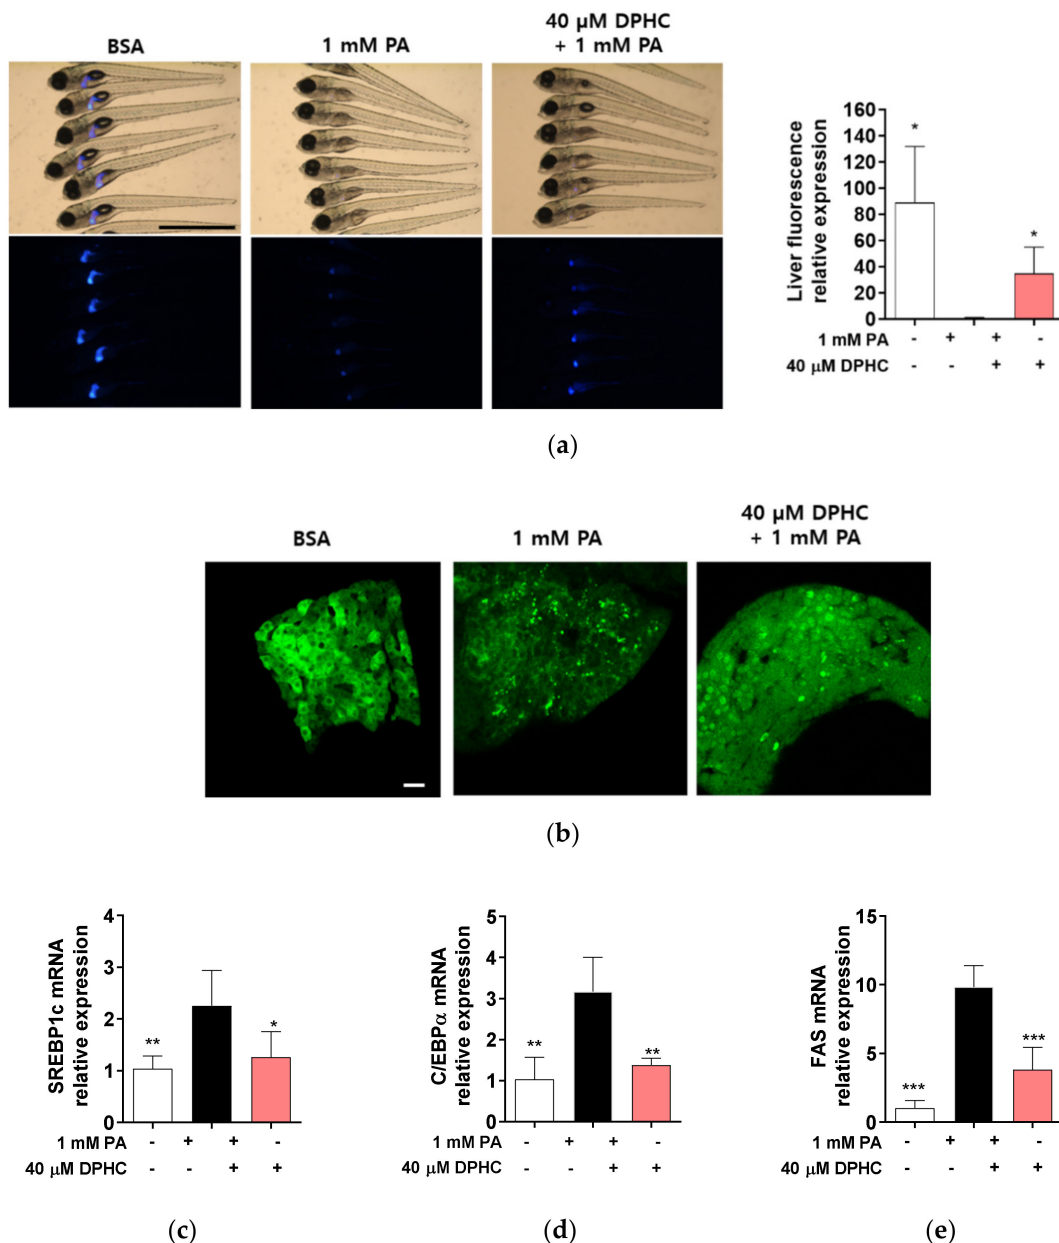 BSA
1 mM PA
40 μM DPHC
+ 1 mM PA
Liver fluorescence
relative expression
160
140
120
100
80
60
40
20
0
*
*
1 mM PA - + + -
40 μM DPHC - - + +
(a)
BSA
1 mM PA
40 μM DPHC
+ 1 mM PA
(b)
SREBP1c mRNA
relative expression
4
3
2
1
0
**
*
1 mM PA - + + -
40 μM DPHC - - + +
(c)
C/EBPα mRNA
relative expression
5
4
3
2
1
0
**
**
1 mM PA - + + -
40 μM DPHC - - + +
(d)
FAS mRNA
relative expression
15
10
5
0
***
***
1 mM PA - + + -
40 μM DPHC - - + +
(e)